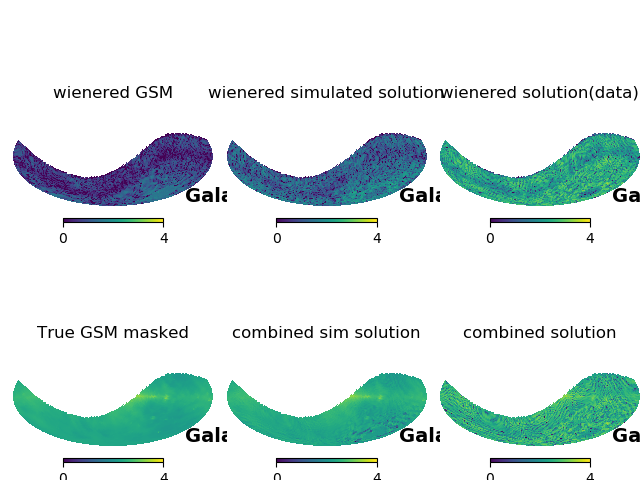 wienered GSM
wienered simulated solution
wienered solution(data)
Gala
Gala
Ga
0 4
0 4
0 4
True GSM masked
combined sim solution
combined solution
Gala
Gala
Ga
0 4
0 4
0 4